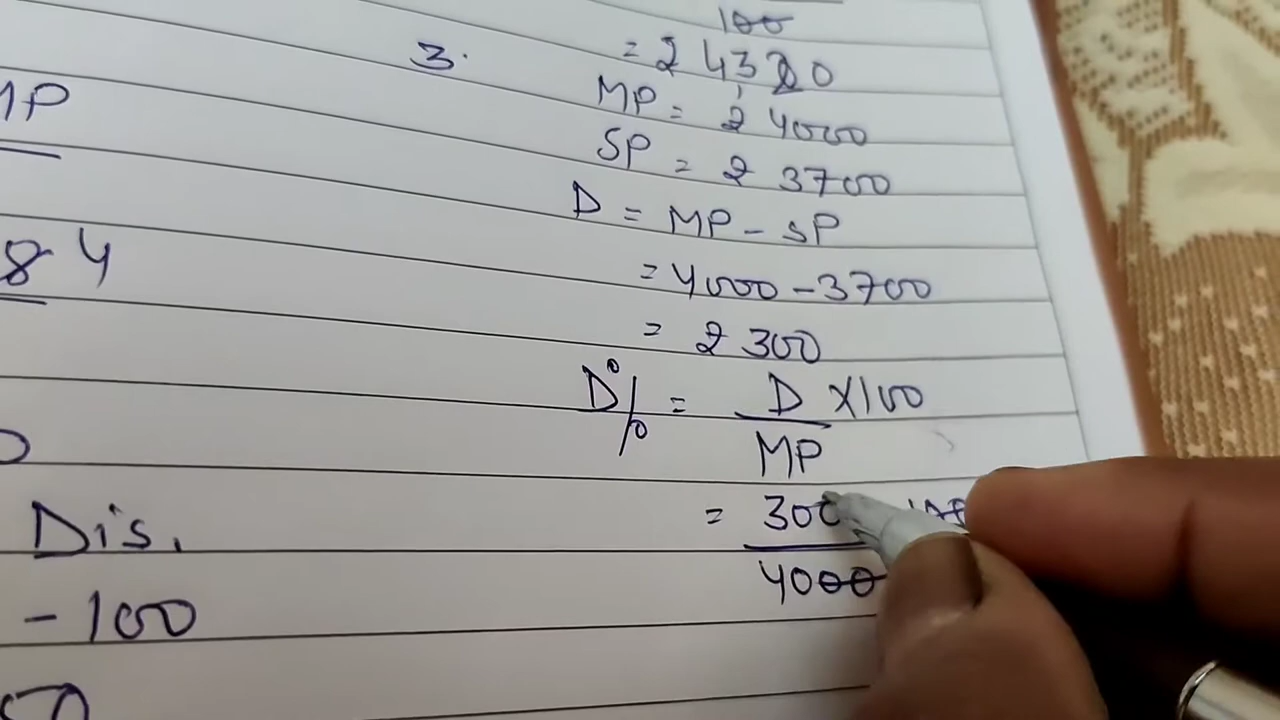 MP
84
Dis.
- 100
3.
100
= ₹ 4320
MP = ₹ 4000
SP = ₹ 3700
D = MP - SP
= 4000 - 3700
= ₹ 300
D% = D X100
MP
= 300 100
4000